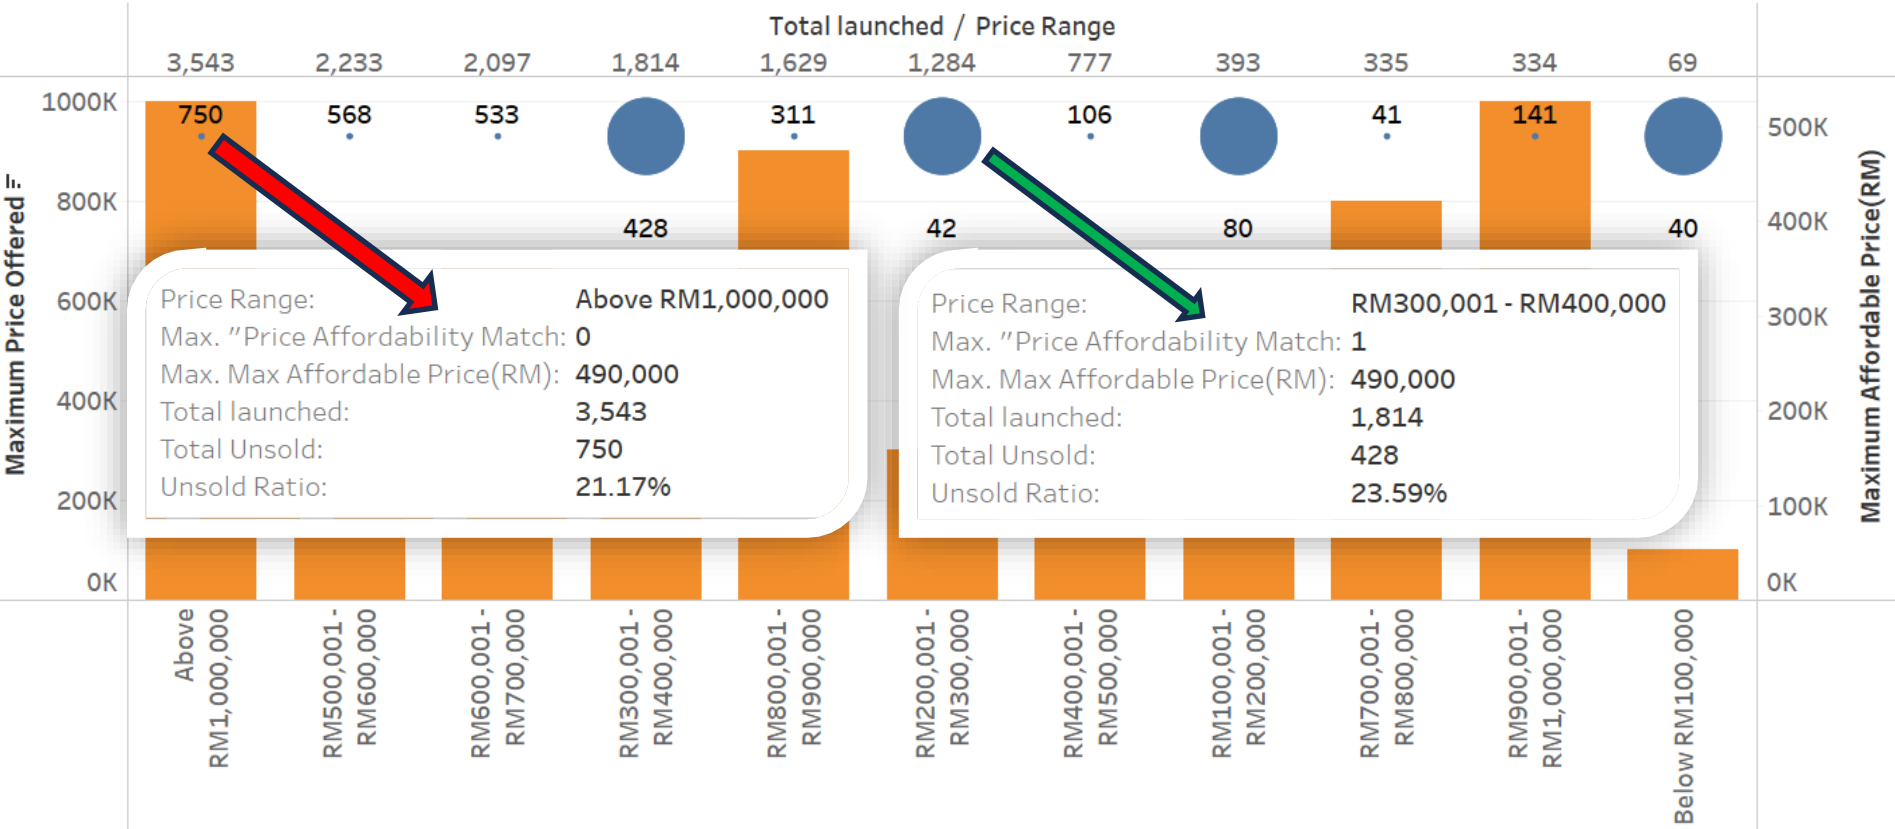 Total launched / Price Range
3,543 2,233 2,097 1,814 1,629 1,284 777 393 335 334 69
Maximum Price Offered
1000K
800K
600K
400K
200K
0K
750 568 533 311 106 41 141
428 42 80 40
Price Range: Above RM1,000,000
Max. "Price Affordability Match: 0
Max. Max Affordable Price(RM): 490,000
Total launched: 3,543
Total Unsold: 750
Unsold Ratio: 21.17%
Price Range: RM300,001 - RM400,000
Max. "Price Affordability Match: 1
Max. Max Affordable Price(RM): 490,000
Total launched: 1,814
Total Unsold: 428
Unsold Ratio: 23.59%
500K
400K
300K
200K
100K
0K
Maximum Affordable Price(RM)
Above
RM1,000,000
RM500,001 -
RM600,000
RM600,001 -
RM700,000
RM300,001 -
RM400,000
RM800,001 -
RM900,000
RM200,001 -
RM300,000
RM400,001 -
RM500,000
RM100,001 -
RM200,000
RM700,001 -
RM800,000
RM900,001 -
RM1,000,000
Below RM100,000